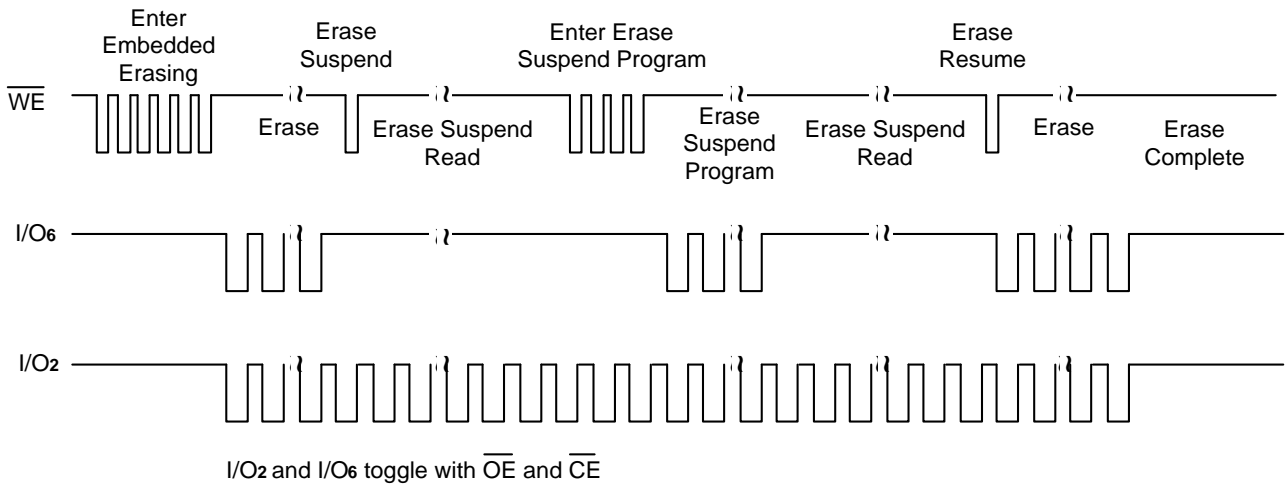 Enter
Embedded
Erasing
Erase
Suspend
Enter Erase
Suspend Program
Erase
Resume
WE
Erase
Erase Suspend
Read
Erase
Suspend
Program
Erase Suspend
Read
Erase
Erase
Complete
I/O6
I/O2
I/O2 and I/O6 toggle with OE and CE